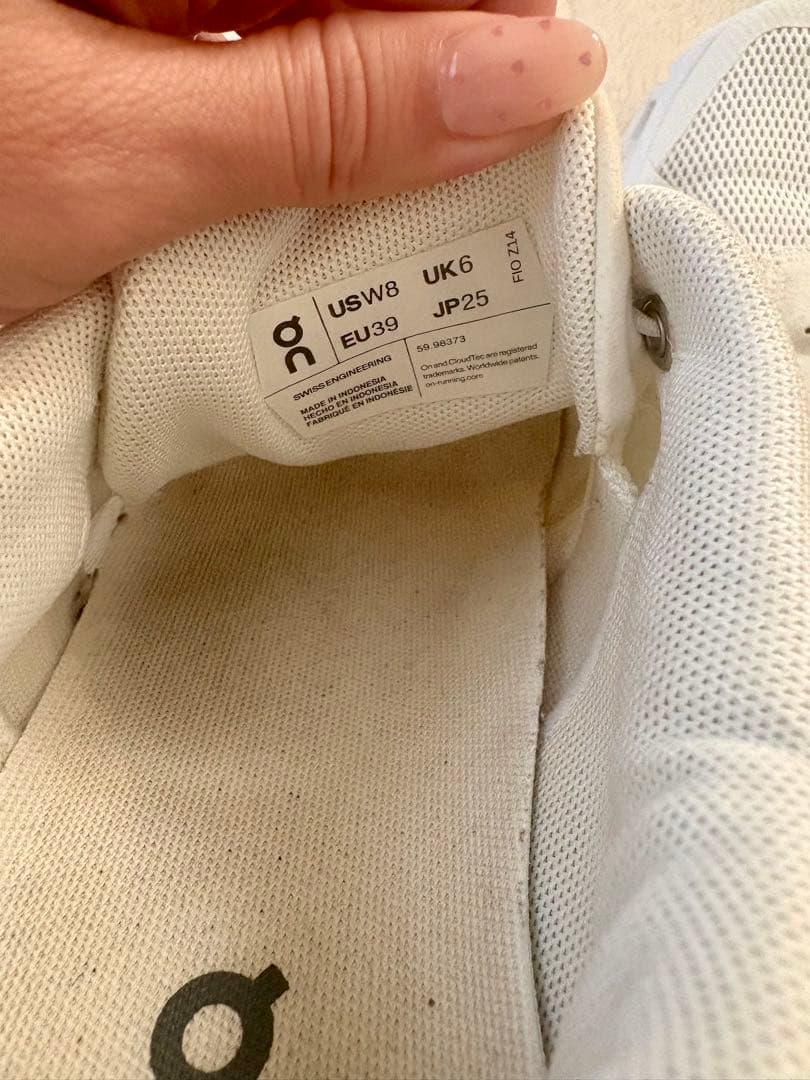 on
USW8 UK6
EU39 JP25
FIO Z14
SWISS ENGINEERING
MADE IN INDONESIA
HECHO EN INDONESIA
FABRIQUÉ EN INDONÉSIE
59.98373
On and CloudTec are registered
trademarks. Worldwide patents.
on-running.com